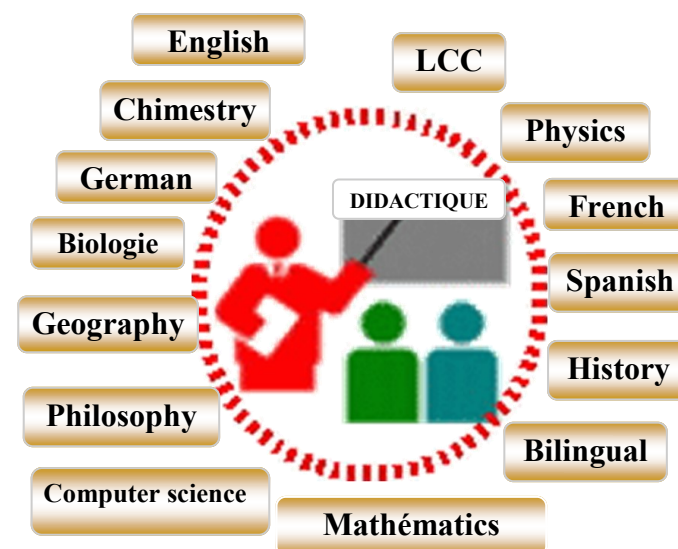 English
LCC
Chimestry
Physics
German
DIDACTIQUE
French
Biologie
Spanish
Geography
History
Philosophy
Bilingual
Computer science
Mathématics